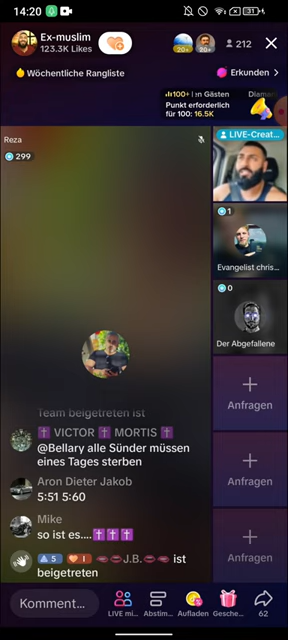 14:20
31
Ex-muslim
123.3K Likes
20+
20+
212
Wöchentliche Rangliste
Erkunden >
100+
en Gästen
Diaman
Punkt erforderlich
für 100: 16.5K
Reza
299
LIVE-Creat...
1
Evangelist chris...
0
Der Abgefallene
Anfragen
Anfragen
Anfragen
Team beigetreten ist
✝️ VICTOR ✝️ MORTIS ✝️
@Bellary alle Sünder müssen
eines Tages sterben
Aron Dieter Jakob
5:51 5:60
Mike
so ist es....✝️✝️✝️
5 1 👄👄J.B.👄👄 ist
beigetreten
Komment...
LIVE mi...
Abstim...
Aufladen
Gesche...
62